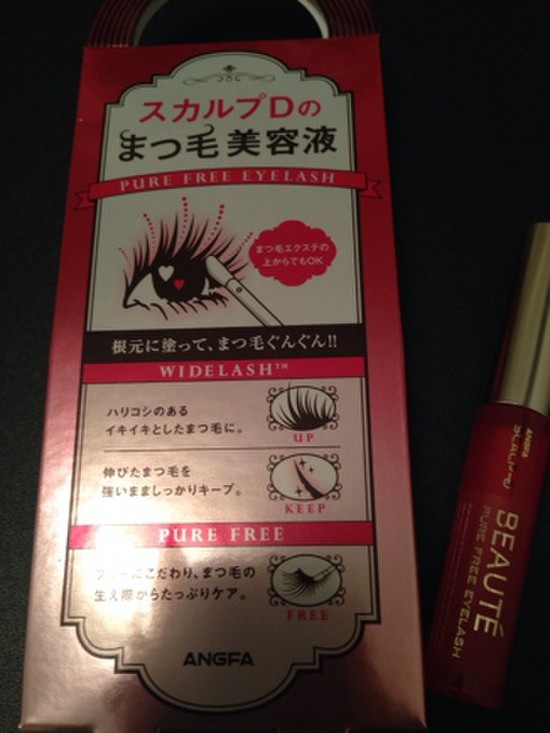 スカルプDの
まつ毛美容液
PURE FREE EYELASH
まつ毛エクステの
上からでもOK
根元に塗って、まつ毛ぐんぐん!!
WIDELASH™
ハリコシのある
イキイキとしたまつ毛に。
UP
伸びたまつ毛を
強いまましっかりキープ。
KEEP
PURE FREE
フリーにこだわり、まつ毛の
生え際からたっぷりケア。
FREE
ANGFA
ANGFA
スカルプD
BEAUTÉ
PURE FREE EYELASH